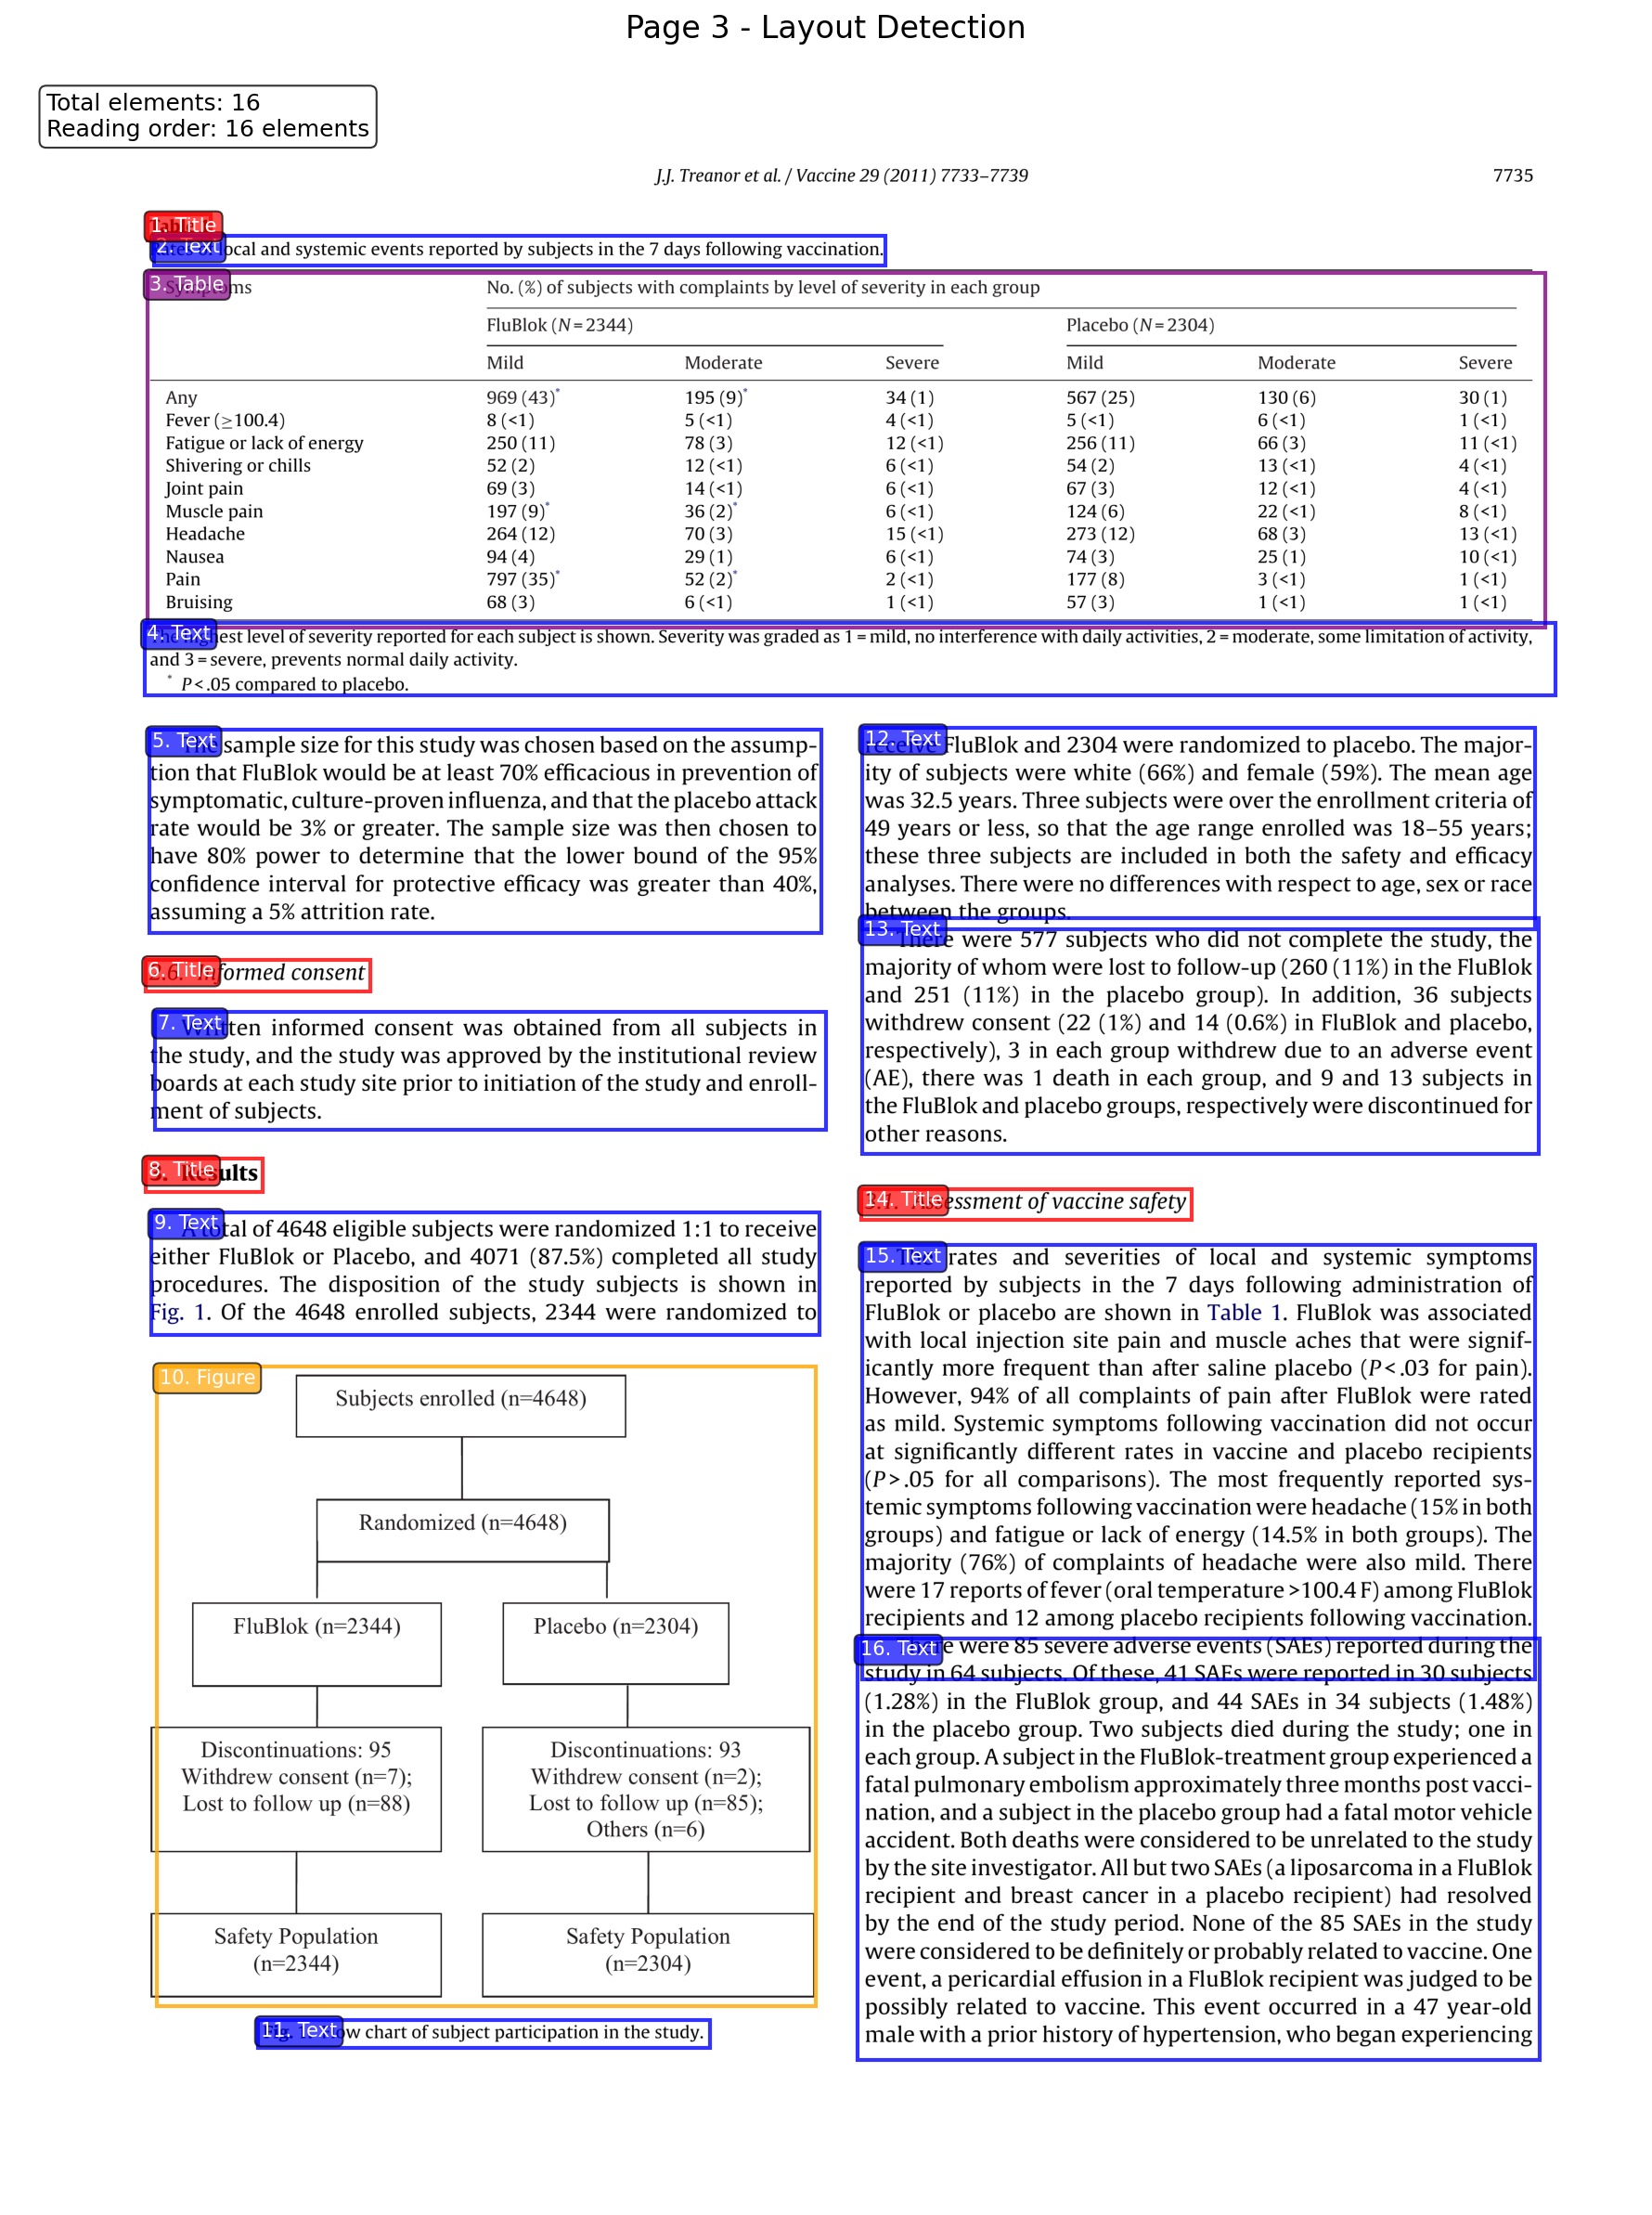 Page 3 - Layout Detection
Total elements: 16
Reading order: 16 elements
J.J. Treanor et al. / Vaccine 29 (2011) 7733–7739 7735
1. Title
2. Text
local and systemic events reported by subjects in the 7 days following vaccination.
3. Table
Symptoms No. (%) of subjects with complaints by level of severity in each group
FluBlok (N = 2344) Placebo (N = 2304)
Mild Moderate Severe Mild Moderate Severe
Any 969 (43)* 195 (9)* 34 (1) 567 (25) 130 (6) 30 (1)
Fever (≥100.4) 8 (<1) 5 (<1) 4 (<1) 5 (<1) 6 (<1) 1 (<1)
Fatigue or lack of energy 250 (11) 78 (3) 12 (<1) 256 (11) 66 (3) 11 (<1)
Shivering or chills 52 (2) 12 (<1) 6 (<1) 54 (2) 13 (<1) 4 (<1)
Joint pain 69 (3) 14 (<1) 6 (<1) 67 (3) 12 (<1) 4 (<1)
Muscle pain 197 (9)* 36 (2)* 6 (<1) 124 (6) 22 (<1) 8 (<1)
Headache 264 (12) 70 (3) 15 (<1) 273 (12) 68 (3) 13 (<1)
Nausea 94 (4) 29 (1) 6 (<1) 74 (3) 25 (1) 10 (<1)
Pain 797 (35)* 52 (2)* 2 (<1) 177 (8) 3 (<1) 1 (<1)
Bruising 68 (3) 6 (<1) 1 (<1) 57 (3) 1 (<1) 1 (<1)
4. Text
The highest level of severity reported for each subject is shown. Severity was graded as 1 = mild, no interference with daily activities, 2 = moderate, some limitation of activity,
and 3 = severe, prevents normal daily activity.
* P < .05 compared to placebo.
5. Text
The sample size for this study was chosen based on the assump-
tion that FluBlok would be at least 70% efficacious in prevention of
symptomatic, culture-proven influenza, and that the placebo attack
rate would be 3% or greater. The sample size was then chosen to
have 80% power to determine that the lower bound of the 95%
confidence interval for protective efficacy was greater than 40%,
assuming a 5% attrition rate.
6. Title
2.6. Informed consent
7. Text
Written informed consent was obtained from all subjects in
the study, and the study was approved by the institutional review
boards at each study site prior to initiation of the study and enroll-
ment of subjects.
8. Title
3. Results
9. Text
A total of 4648 eligible subjects were randomized 1:1 to receive
either FluBlok or Placebo, and 4071 (87.5%) completed all study
procedures. The disposition of the study subjects is shown in
Fig. 1. Of the 4648 enrolled subjects, 2344 were randomized to
10. Figure
Subjects enrolled (n=4648)
Randomized (n=4648)
FluBlok (n=2344) Placebo (n=2304)
Discontinuations: 95
Withdrew consent (n=7);
Lost to follow up (n=88)
Discontinuations: 93
Withdrew consent (n=2);
Lost to follow up (n=85);
Others (n=6)
Safety Population
(n=2344)
Safety Population
(n=2304)
11. Text
Flow chart of subject participation in the study.
12. Text
receive FluBlok and 2304 were randomized to placebo. The major-
ity of subjects were white (66%) and female (59%). The mean age
was 32.5 years. Three subjects were over the enrollment criteria of
49 years or less, so that the age range enrolled was 18–55 years;
these three subjects are included in both the safety and efficacy
analyses. There were no differences with respect to age, sex or race
between the groups.
13. Text
There were 577 subjects who did not complete the study, the
majority of whom were lost to follow-up (260 (11%) in the FluBlok
and 251 (11%) in the placebo group). In addition, 36 subjects
withdrew consent (22 (1%) and 14 (0.6%) in FluBlok and placebo,
respectively), 3 in each group withdrew due to an adverse event
(AE), there was 1 death in each group, and 9 and 13 subjects in
the FluBlok and placebo groups, respectively were discontinued for
other reasons.
14. Title
Assessment of vaccine safety
15. Text
The rates and severities of local and systemic symptoms
reported by subjects in the 7 days following administration of
FluBlok or placebo are shown in Table 1. FluBlok was associated
with local injection site pain and muscle aches that were signif-
icantly more frequent than after saline placebo (P < .03 for pain).
However, 94% of all complaints of pain after FluBlok were rated
as mild. Systemic symptoms following vaccination did not occur
at significantly different rates in vaccine and placebo recipients
(P > .05 for all comparisons). The most frequently reported sys-
temic symptoms following vaccination were headache (15% in both
groups) and fatigue or lack of energy (14.5% in both groups). The
majority (76%) of complaints of headache were also mild. There
were 17 reports of fever (oral temperature >100.4 F) among FluBlok
recipients and 12 among placebo recipients following vaccination.
16. Text
There were 85 severe adverse events (SAEs) reported during the
study in 64 subjects. Of these, 41 SAEs were reported in 30 subjects
(1.28%) in the FluBlok group, and 44 SAEs in 34 subjects (1.48%)
in the placebo group. Two subjects died during the study; one in
each group. A subject in the FluBlok-treatment group experienced a
fatal pulmonary embolism approximately three months post vacci-
nation, and a subject in the placebo group had a fatal motor vehicle
accident. Both deaths were considered to be unrelated to the study
by the site investigator. All but two SAEs (a liposarcoma in a FluBlok
recipient and breast cancer in a placebo recipient) had resolved
by the end of the study period. None of the 85 SAEs in the study
were considered to be definitely or probably related to vaccine. One
event, a pericardial effusion in a FluBlok recipient was judged to be
possibly related to vaccine. This event occurred in a 47 year-old
male with a prior history of hypertension, who began experiencing